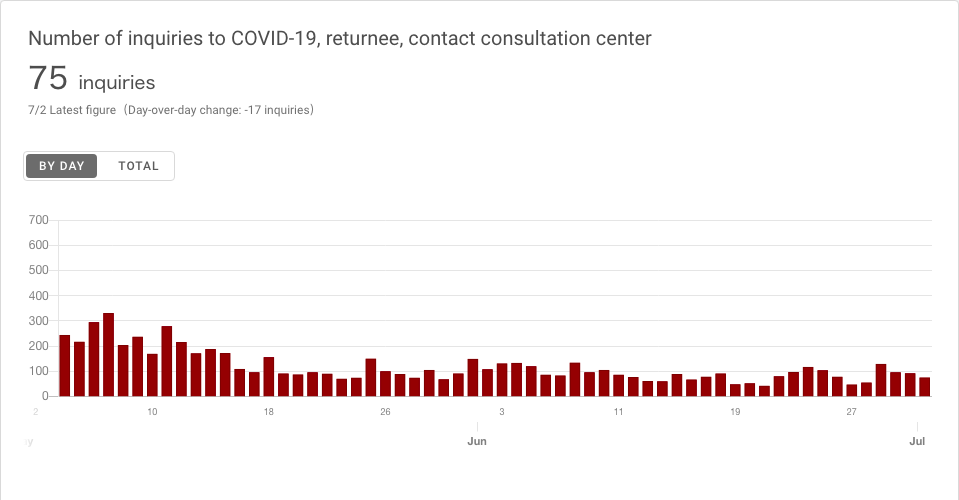 Number of inquiries to COVID-19, returnee, contact consultation center
75 inquiries
7/2 Latest figure（Day-over-day change: -17 inquiries）
BY DAY TOTAL
700
600
500
400
300
200
100
0
2 10 18 26 3 11 19 27
y Jun Jul